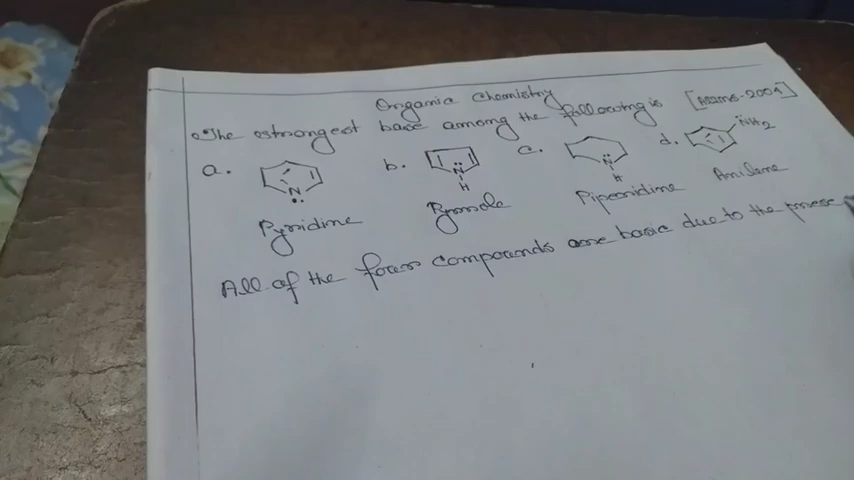 Organic Chemistry
The strongest base among the following is [AIIMS-2004]
a. b. c. d.
N N H N H NH2
Pyridine Pyrrole Piperidine Aniline
All of the four compounds are basic due to the